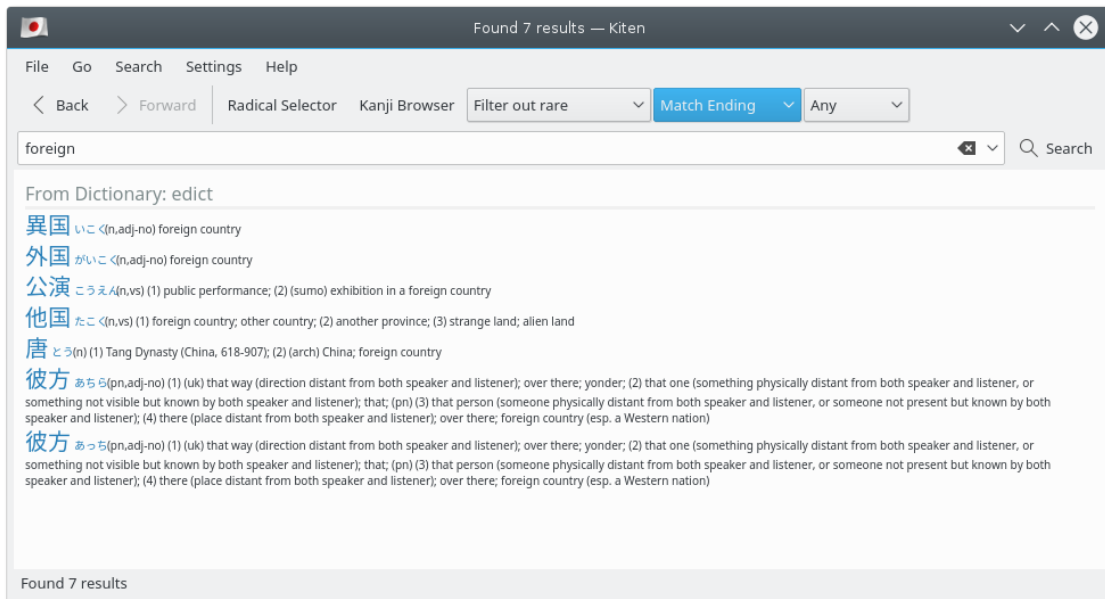 Found 7 results — Kiten
File Go Search Settings Help
Back Forward Radical Selector Kanji Browser Filter out rare Match Ending Any
foreign Search
From Dictionary: edict
異国 いこく(n,adj-no) foreign country
外国 がいこく(n,adj-no) foreign country
公演 こうえん(n,vs) (1) public performance; (2) (sumo) exhibition in a foreign country
他国 たこく(n,vs) (1) foreign country; other country; (2) another province; (3) strange land; alien land
唐 とう(n) (1) Tang Dynasty (China, 618-907); (2) (arch) China; foreign country
彼方 あちら(pn,adj-no) (1) (uk) that way (direction distant from both speaker and listener); over there; yonder; (2) that one (something physically distant from both speaker and listener, or
something not visible but known by both speaker and listener); that; (pn) (3) that person (someone physically distant from both speaker and listener, or someone not present but known by both
speaker and listener); (4) there (place distant from both speaker and listener); over there; foreign country (esp. a Western nation)
彼方 あっち(pn,adj-no) (1) (uk) that way (direction distant from both speaker and listener); over there; yonder; (2) that one (something physically distant from both speaker and listener, or
something not visible but known by both speaker and listener); that; (pn) (3) that person (someone physically distant from both speaker and listener, or someone not present but known by both
speaker and listener); (4) there (place distant from both speaker and listener); over there; foreign country (esp. a Western nation)
Found 7 results